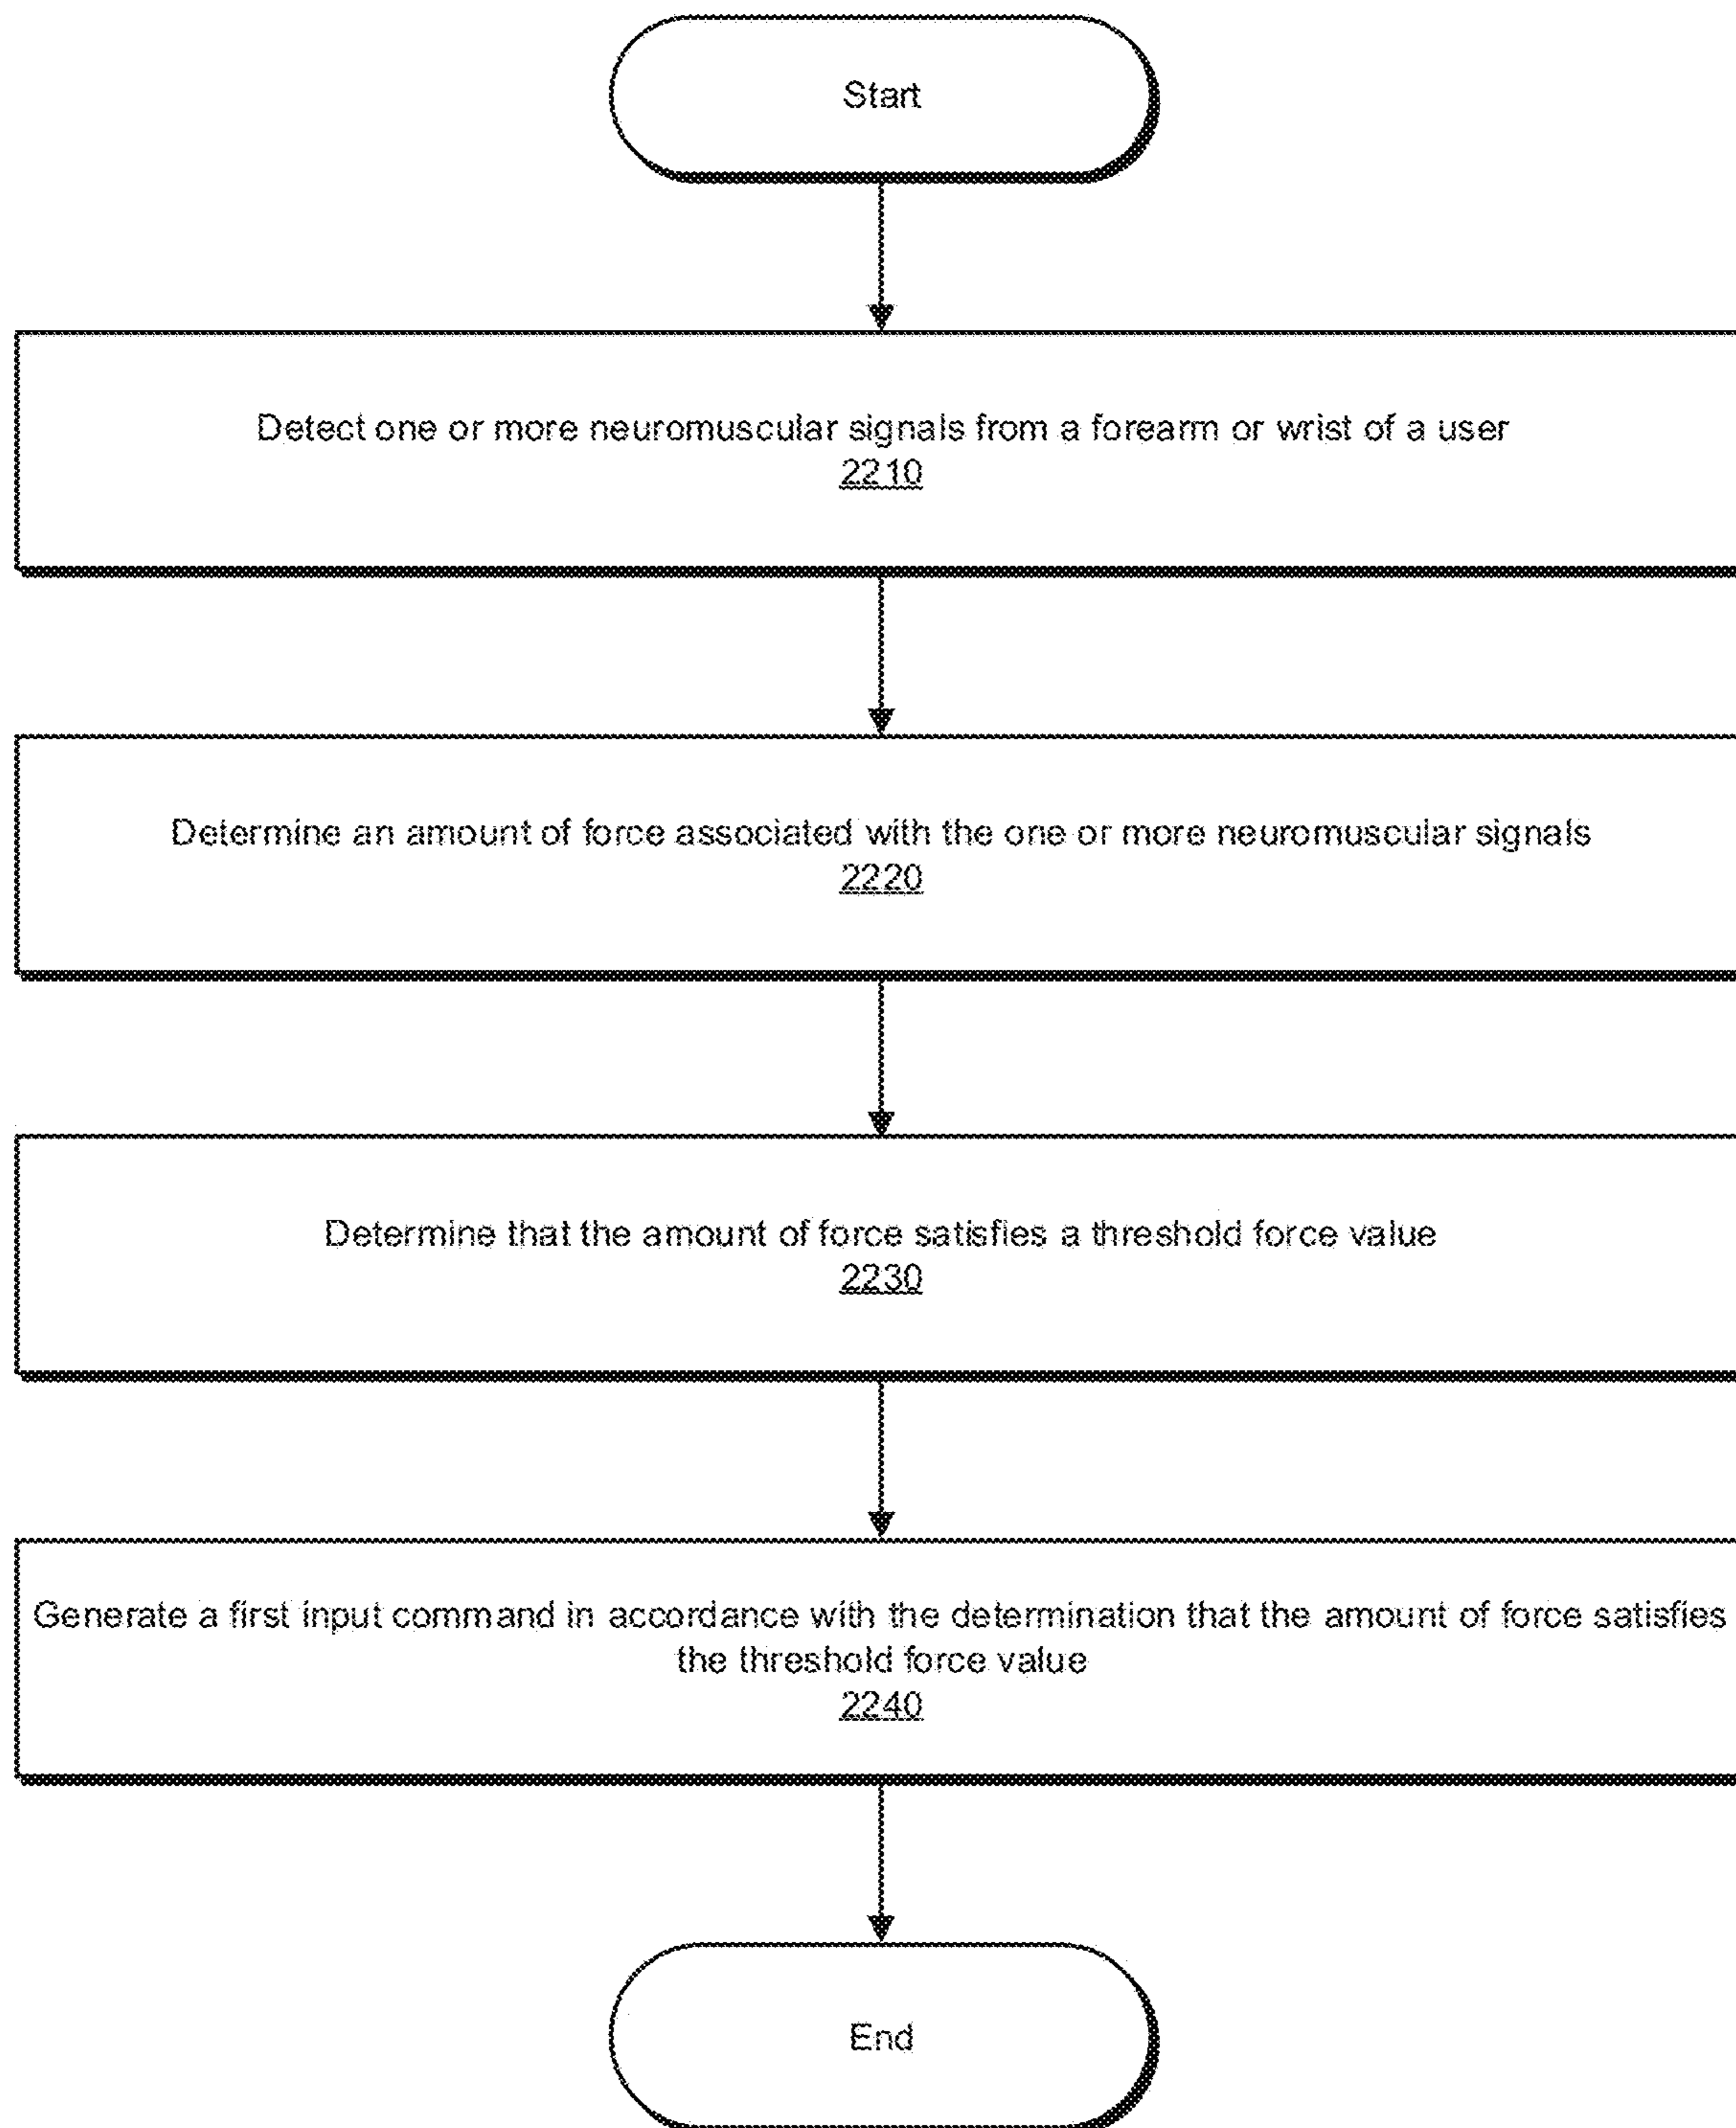 Start
Detect one or more neuromuscular signals from a forearm or wrist of a user
2210
Determine an amount of force associated with the one or more neuromuscular signals
2220
Determine that the amount of force satisfies a threshold force value
2230
Generate a first input command in accordance with the determination that the amount of force satisfies
the threshold force value
2240
End